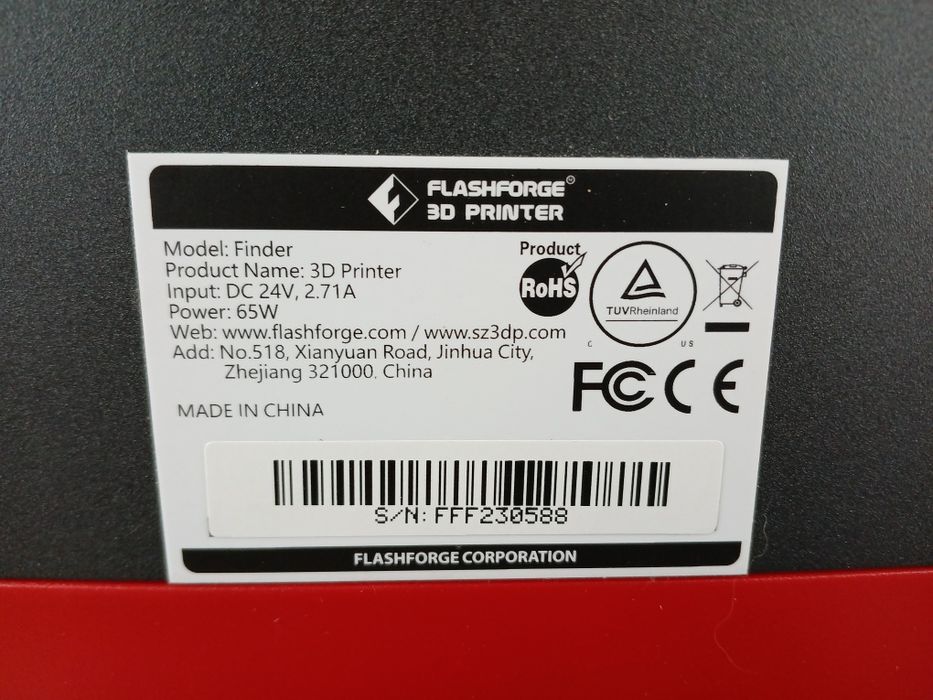 FLASHFORGE®
3D PRINTER
Model: Finder
Product Name: 3D Printer
Input: DC 24V, 2.71A
Power: 65W
Web: www.flashforge.com / www.sz3dp.com
Add: No.518, Xianyuan Road, Jinhua City,
Zhejiang 321000, China
MADE IN CHINA
Product
RoHS
TUVRheinland
C US
FC CE
S/N: FFF230588
FLASHFORGE CORPORATION